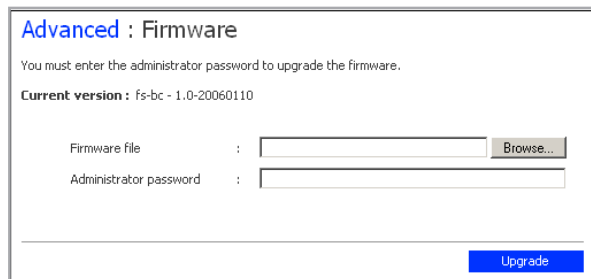 Advanced : Firmware
You must enter the administrator password to upgrade the firmware.
Current version : fs-bc - 1.0-20060110
Firmware file : Browse...
Administrator password :
Upgrade